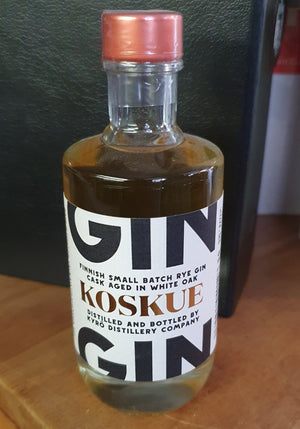 GIN
FINNISH SMALL BATCH RYE GIN
CASK AGED IN WHITE OAK
KOSKUE
DISTILLED AND BOTTLED BY
KYRÖ DISTILLERY COMPANY
GIN